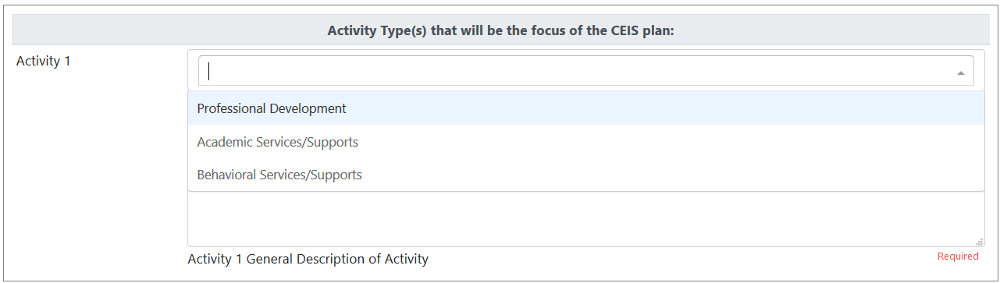 Activity Type(s) that will be the focus of the CEIS plan:
Activity 1
Professional Development
Academic Services/Supports
Behavioral Services/Supports
Activity 1 General Description of Activity
Required